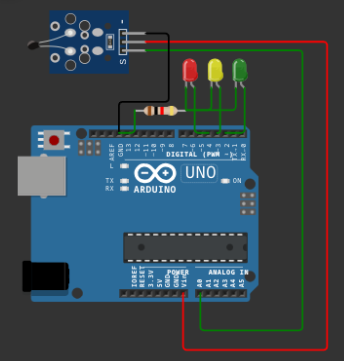 S
-
AREF
GND
13
12
~11
~10
~9
8
7
~6
~5
4
~3
2
TX→1
RX←0
DIGITAL (PWM ~)
L
TX
RX
UNO
ARDUINO
ON
IOREF
RESET
3.3V
5V
GND
GND
Vin
POWER
ANALOG IN
A0
A1
A2
A3
A4
A5